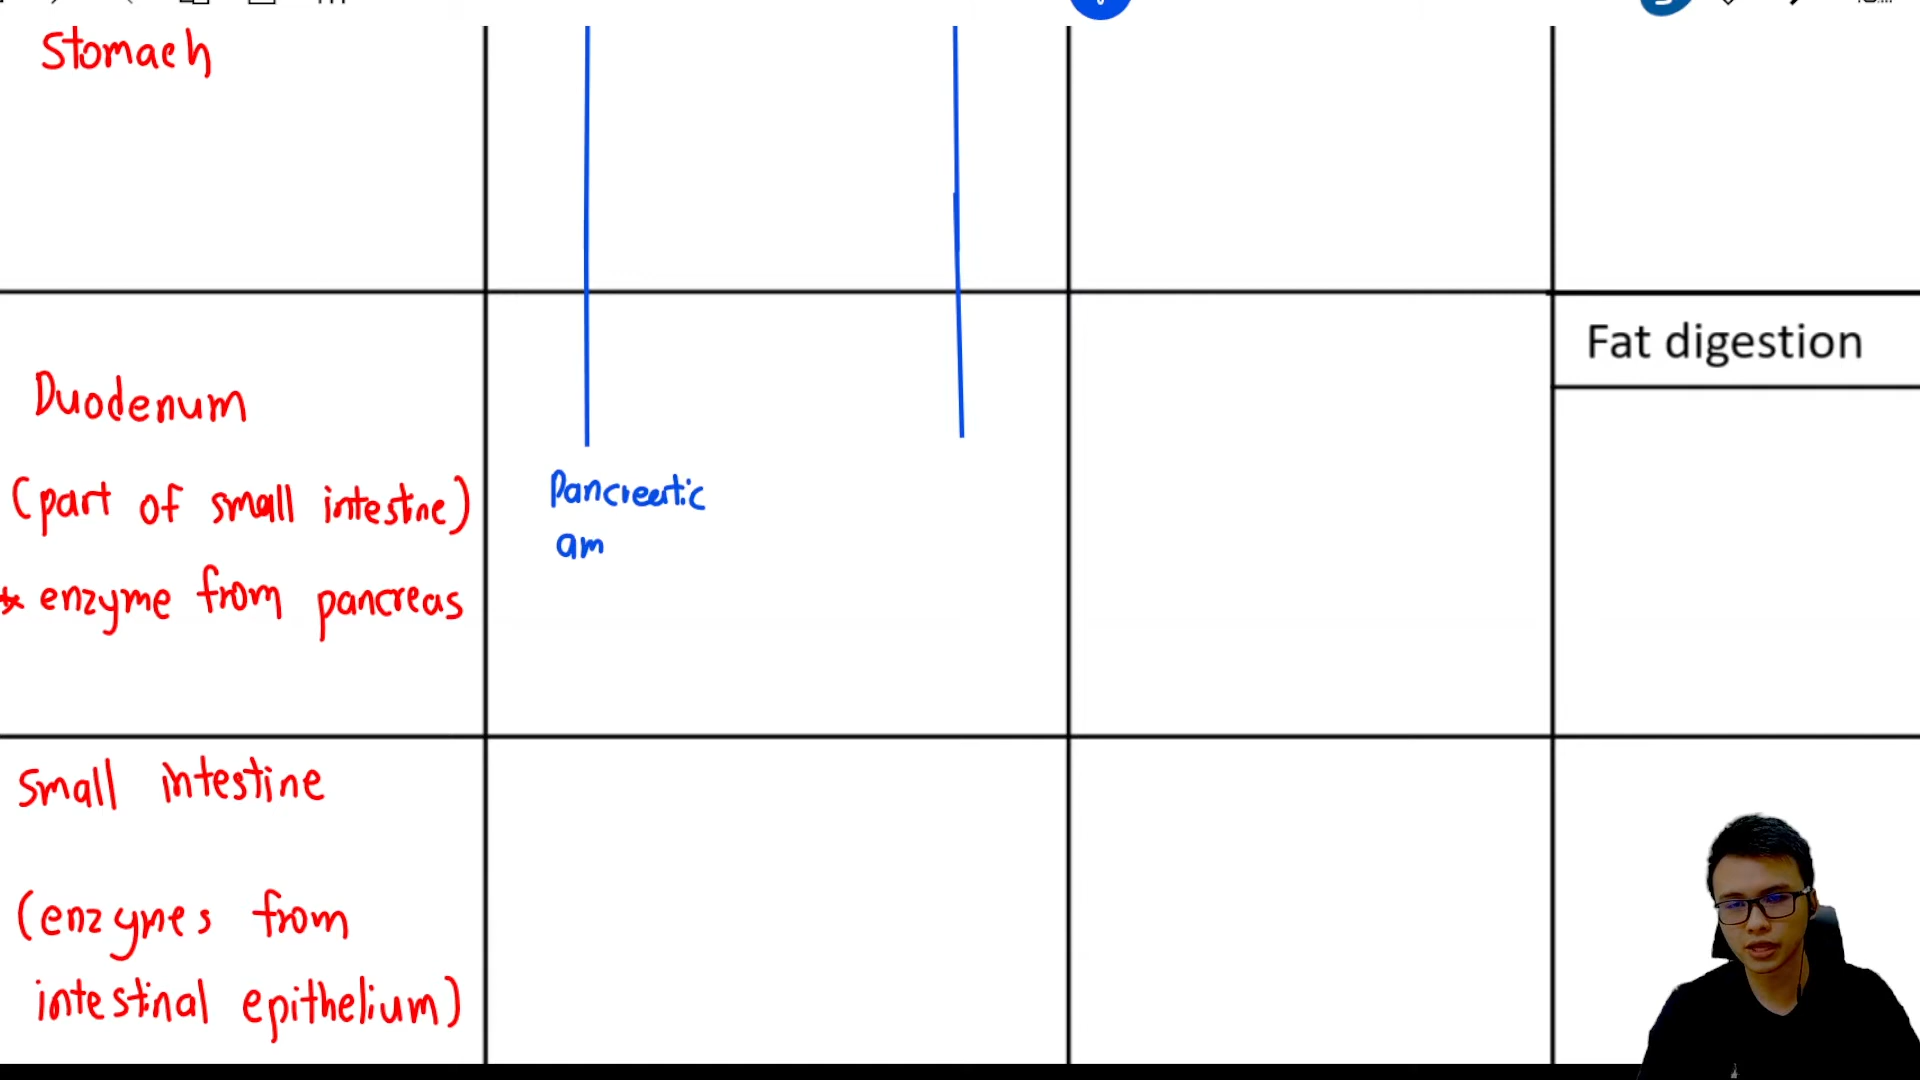 Stomach
Fat digestion
Duodenum
(part of small intestine)
Pancreatic
am
* enzyme from pancreas
Small intestine
(enzymes from
intestinal epithelium)